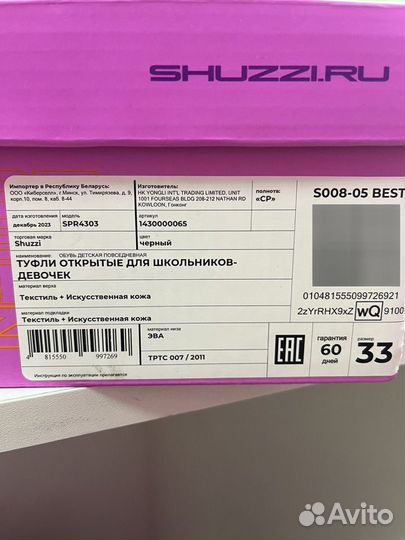 SHUZZI.RU
Импортер в Республику Беларусь:
ООО «Киберселл», г.Минск, ул. Тимирязева, д. 9,
корп.10, пом. 8, каб. 8-44
Изготовитель:
HK YONGLI INT'L TRADING LIMITED, UNIT
1001 FOURSEAS BLDG 208-212 NATHAN RD
KOWLOON, Гонконг
полнота:
«СР»
дата изготовления
декабрь 2023
модель
SPR4303
артикул
1430000065
торговая марка
Shuzzi
цвет
черный
наименование ОБУВЬ ДЕТСКАЯ ПОВСЕДНЕВНАЯ
ТУФЛИ ОТКРЫТЫЕ ДЛЯ ШКОЛЬНИКОВ-
ДЕВОЧЕК
материал верха
Текстиль + Искусственная кожа
материал подкладки
Текстиль + Искусственная кожа
материал низа
ЭВА
ТРТС 007 / 2011
4 815550 997269
Инструкция по эксплуатации прилагается
S008-05 BEST
010481555099726921
2zYrRHX9xZ wQ 9100
EAC
гарантия
60
дней
размер
33
Avito